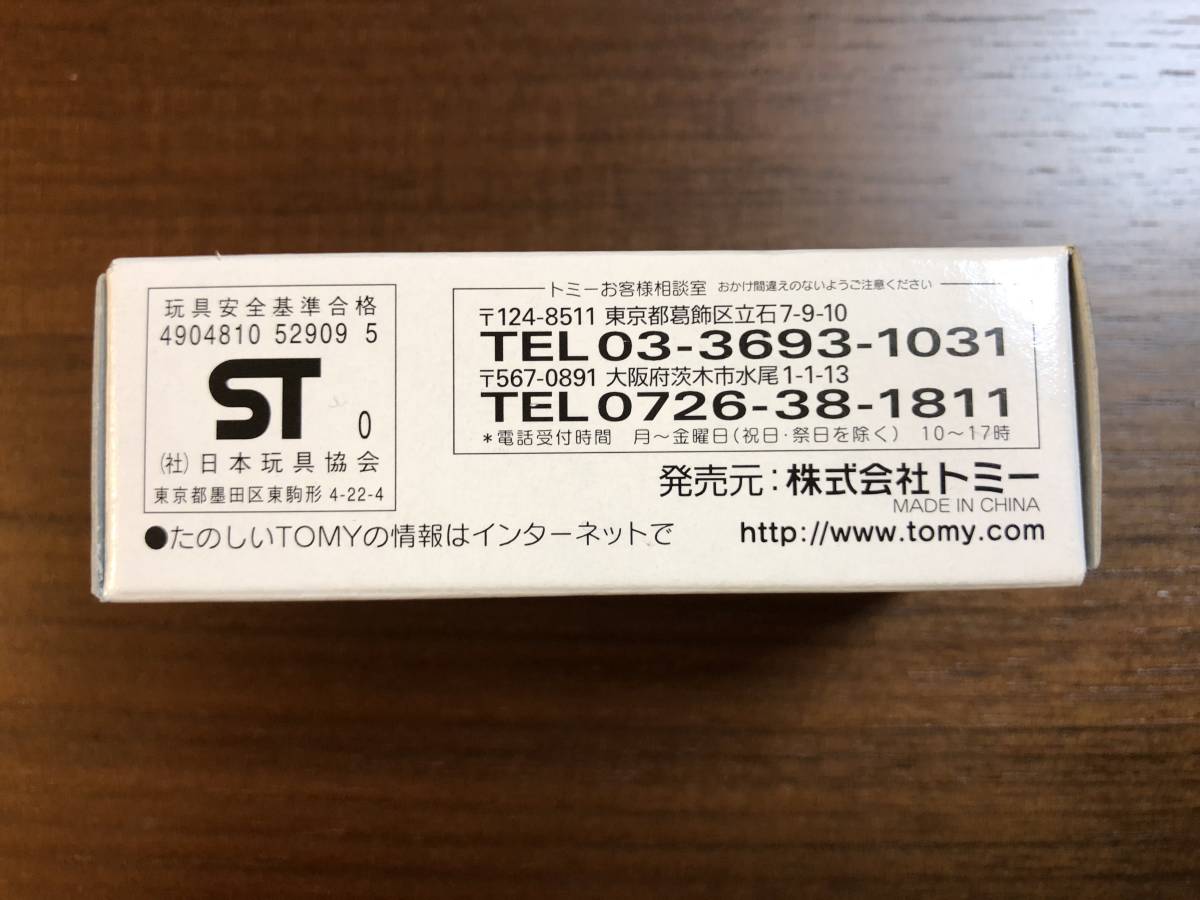 玩具安全基準合格
4904810 52909 5
ST 0
(社)日本玩具協会
東京都墨田区東駒形 4-22-4
トミーお客様相談室 おかけ間違えのないようご注意ください
〒124-8511 東京都葛飾区立石7-9-10
TEL 03-3693-1031
〒567-0891 大阪府茨木市水尾1-1-13
TEL 0726-38-1811
*電話受付時間 月～金曜日(祝日・祭日を除く) 10～17時
発売元:株式会社トミー
MADE IN CHINA
●たのしいTOMYの情報はインターネットで http://www.tomy.com